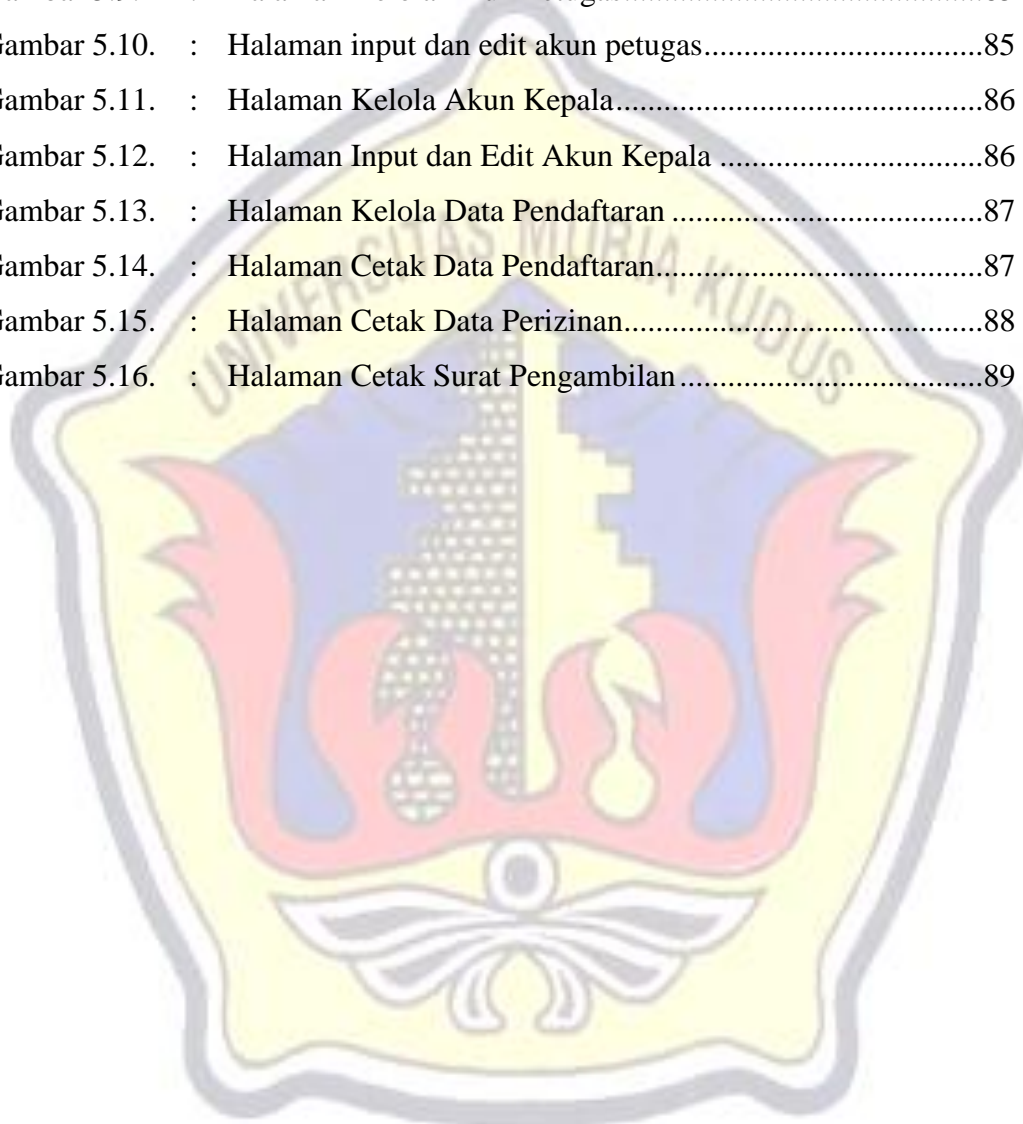 Gambar 5.10. : Halaman input dan edit akun petugas..............................85
Gambar 5.11. : Halaman Kelola Akun Kepala.......................................86
Gambar 5.12. : Halaman Input dan Edit Akun Kepala ............................86
Gambar 5.13. : Halaman Kelola Data Pendaftaran .................................87
Gambar 5.14. : Halaman Cetak Data Pendaftaran...................................87
Gambar 5.15. : Halaman Cetak Data Perizinan.......................................88
Gambar 5.16. : Halaman Cetak Surat Pengambilan ................................89
UNIVERSITAS MURIA KUDUS